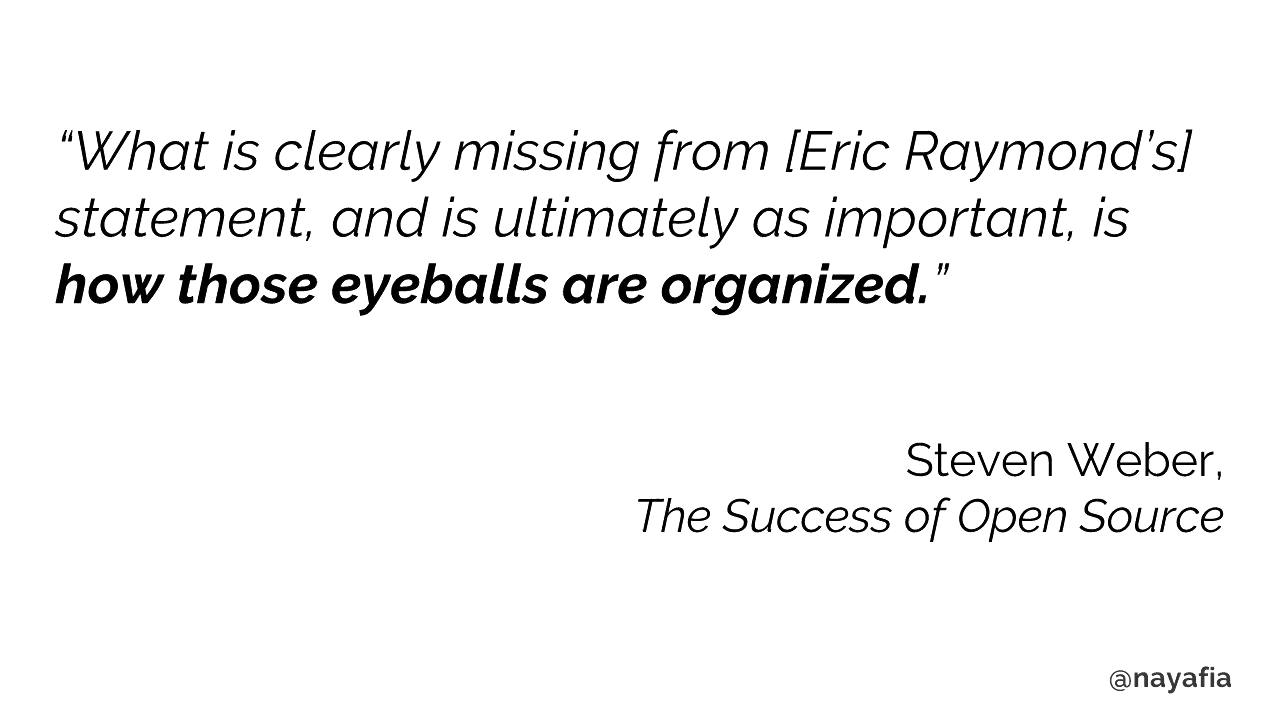 “What is clearly missing from [Eric Raymond’s]
statement, and is ultimately as important, is
how those eyeballs are organized.”
Steven Weber,
The Success of Open Source
@nayafia